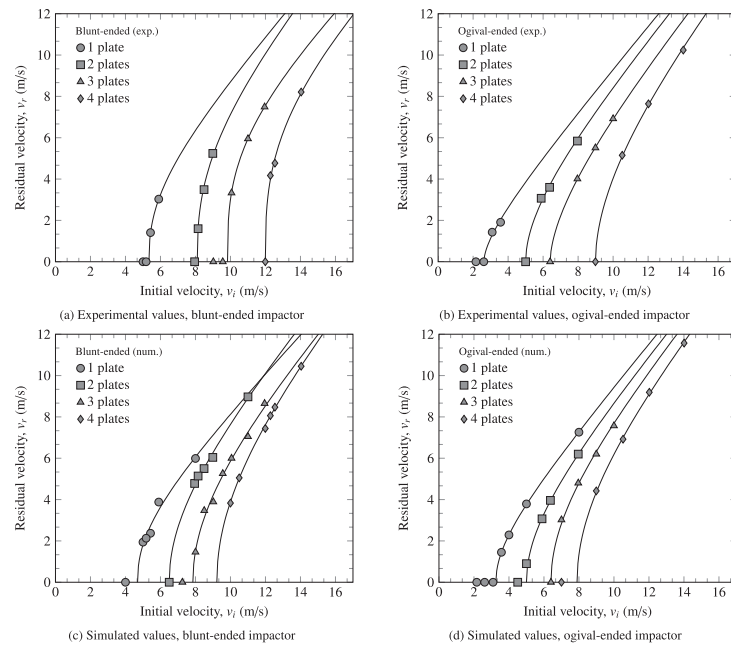 12
10
8
6
4
2
0
Residual velocity, vᵣ (m/s)
Blunt-ended (exp.)
1 plate
2 plates
3 plates
4 plates
0 2 4 6 8 10 12 14 16
Initial velocity, vᵢ (m/s)
(a) Experimental values, blunt-ended impactor
12
10
8
6
4
2
0
Residual velocity, vᵣ (m/s)
Ogival-ended (exp.)
1 plate
2 plates
3 plates
4 plates
0 2 4 6 8 10 12 14 16
Initial velocity, vᵢ (m/s)
(b) Experimental values, ogival-ended impactor
12
10
8
6
4
2
0
Residual velocity, vᵣ (m/s)
Blunt-ended (num.)
1 plate
2 plates
3 plates
4 plates
0 2 4 6 8 10 12 14 16
Initial velocity, vᵢ (m/s)
(c) Simulated values, blunt-ended impactor
12
10
8
6
4
2
0
Residual velocity, vᵣ (m/s)
Ogival-ended (num.)
1 plate
2 plates
3 plates
4 plates
0 2 4 6 8 10 12 14 16
Initial velocity, vᵢ (m/s)
(d) Simulated values, ogival-ended impactor